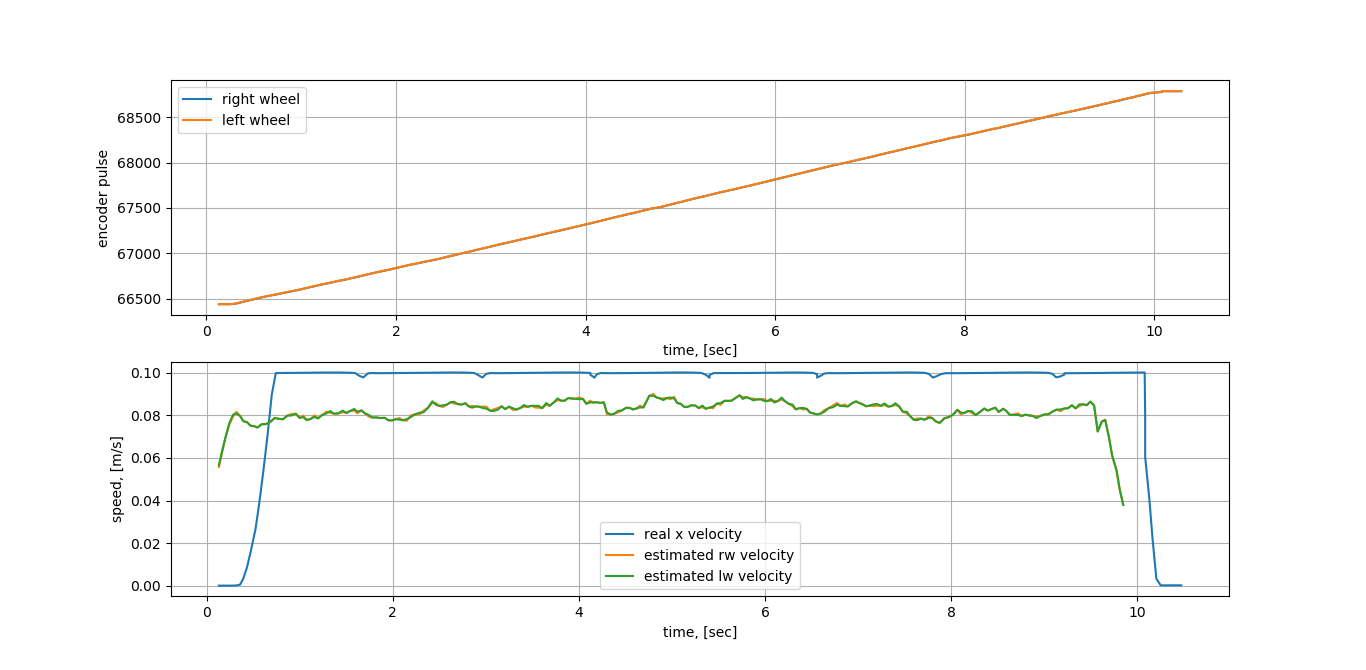 right wheel
left wheel
encoder pulse
68500
68000
67500
67000
66500
0 2 4 6 8 10
time, [sec]
speed, [m/s]
0.10
0.08
0.06
0.04
0.02
0.00
real x velocity
estimated rw velocity
estimated lw velocity
0 2 4 6 8 10
time, [sec]